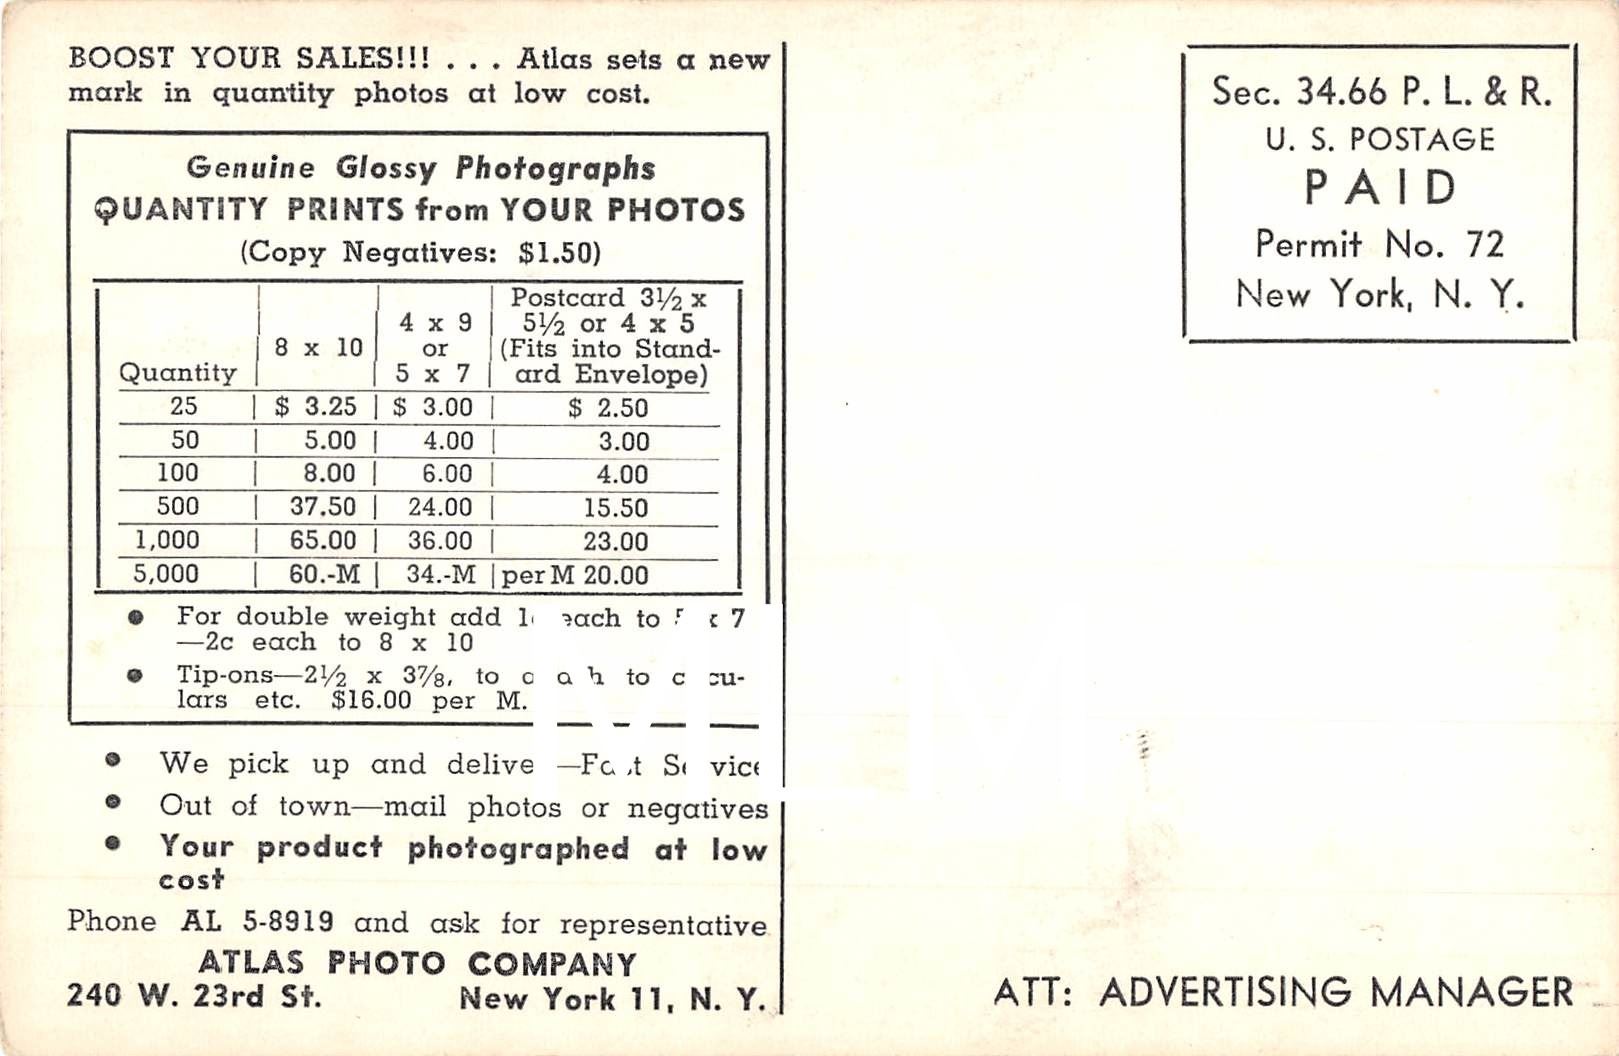 BOOST YOUR SALES!!! . . . Atlas sets a new
mark in quantity photos at low cost.
Genuine Glossy Photographs
QUANTITY PRINTS from YOUR PHOTOS
(Copy Negatives: $1.50)
Quantity | 8 x 10 | 4 x 9 or 5 x 7 | Postcard 3½ x 5½ or 4 x 5 (Fits into Stand-ard Envelope)
25 | $ 3.25 | $ 3.00 | $ 2.50
50 | 5.00 | 4.00 | 3.00
100 | 8.00 | 6.00 | 4.00
500 | 37.50 | 24.00 | 15.50
1,000 | 65.00 | 36.00 | 23.00
5,000 | 60.-M | 34.-M | per M 20.00
● For double weight add each to 7
—2c each to 8 x 10
● Tip-ons—2½ x 3⅞, to to
lars etc. $16.00 per M.
● We pick up and
● Out of town—mail photos or negatives
● Your product photographed at low
cost
Phone AL 5-8919 and ask for representative
ATLAS PHOTO COMPANY
240 W. 23rd St. New York 11, N. Y.
Sec. 34.66 P. L. & R.
U. S. POSTAGE
PAID
Permit No. 72
New York, N. Y.
ATT: ADVERTISING MANAGER
MLM